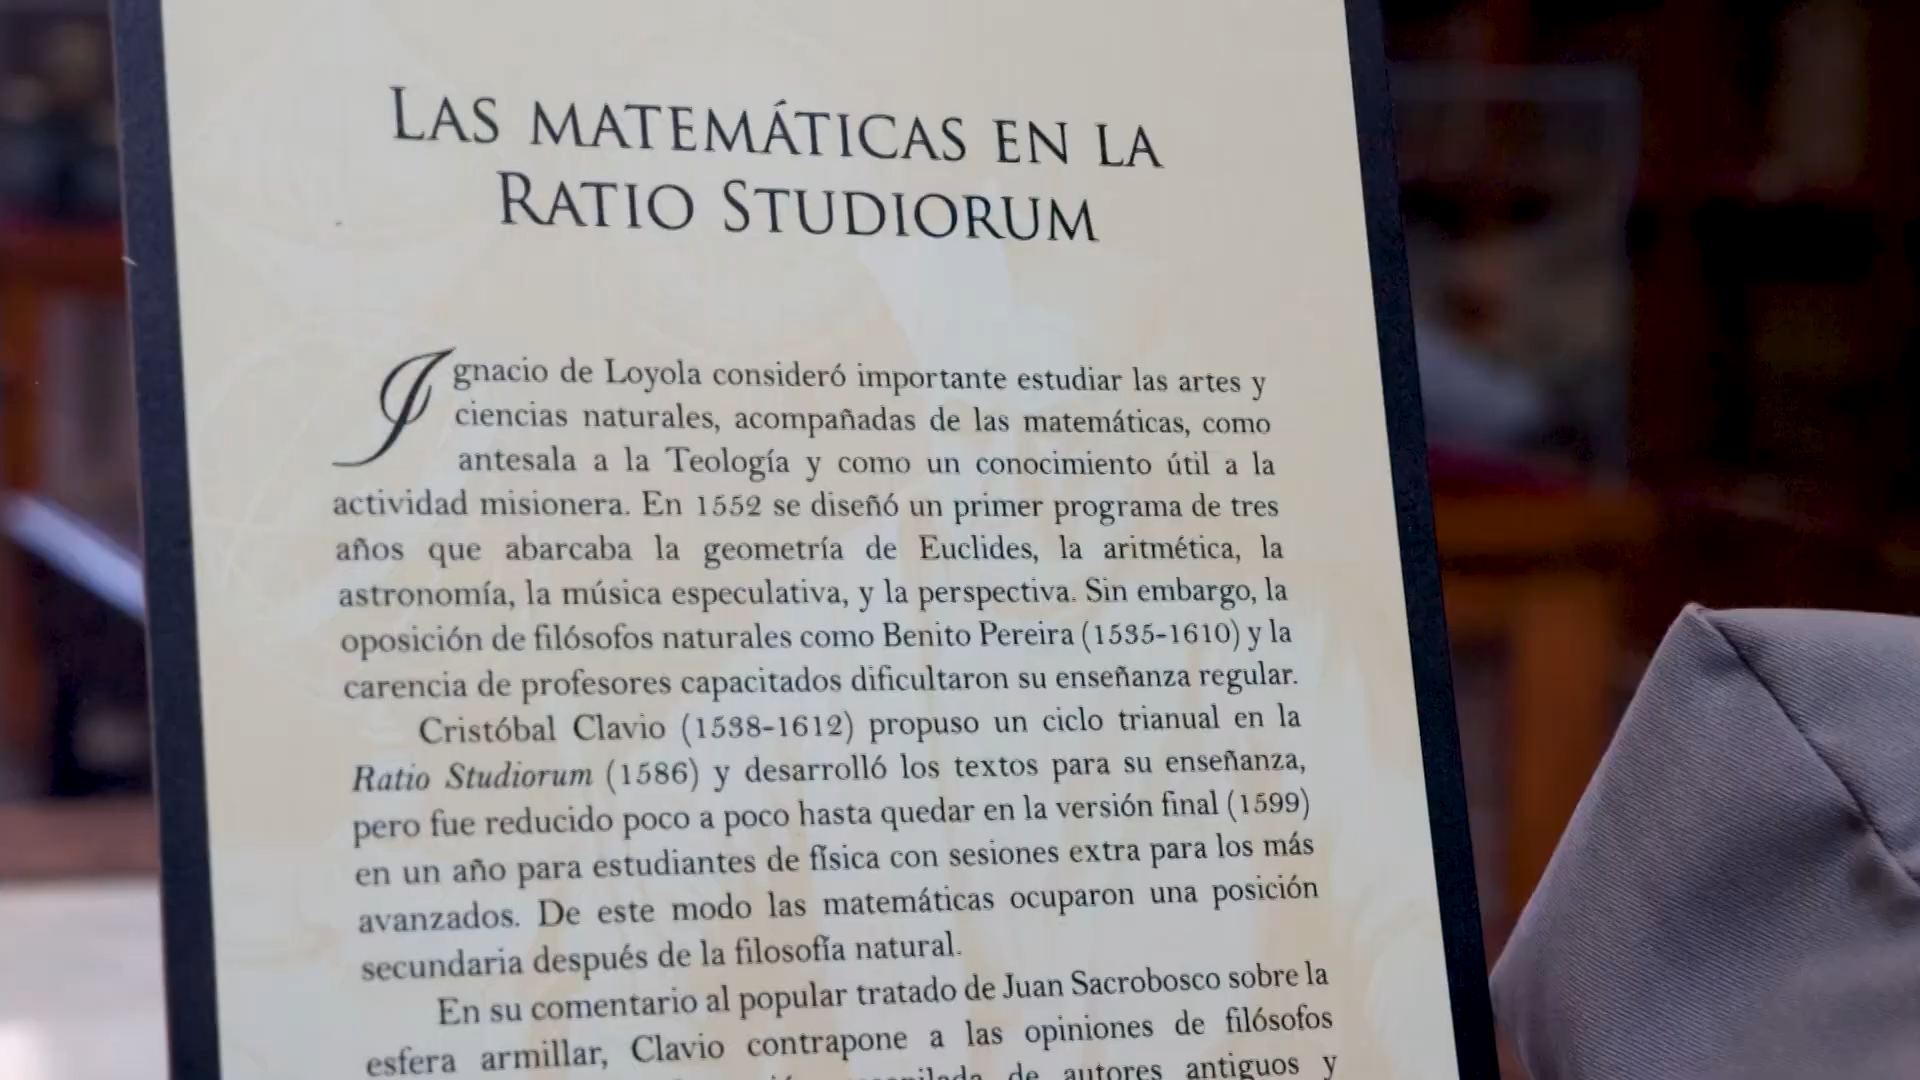 LAS MATEMÁTICAS EN LA
RATIO STUDIORUM
Ignacio de Loyola consideró importante estudiar las artes y
ciencias naturales, acompañadas de las matemáticas, como
antesala a la Teología y como un conocimiento útil a la
actividad misionera. En 1552 se diseñó un primer programa de tres
años que abarcaba la geometría de Euclides, la aritmética, la
astronomía, la música especulativa, y la perspectiva. Sin embargo, la
oposición de filósofos naturales como Benito Pereira (1535-1610) y la
carencia de profesores capacitados dificultaron su enseñanza regular.
Cristóbal Clavio (1538-1612) propuso un ciclo trianual en la
Ratio Studiorum (1586) y desarrolló los textos para su enseñanza,
pero fue reducido poco a poco hasta quedar en la versión final (1599)
en un año para estudiantes de física con sesiones extra para los más
avanzados. De este modo las matemáticas ocuparon una posición
secundaria después de la filosofía natural.
En su comentario al popular tratado de Juan Sacrobosco sobre la
esfera armillar, Clavio contrapone a las opiniones de filósofos
de autores antiguos y